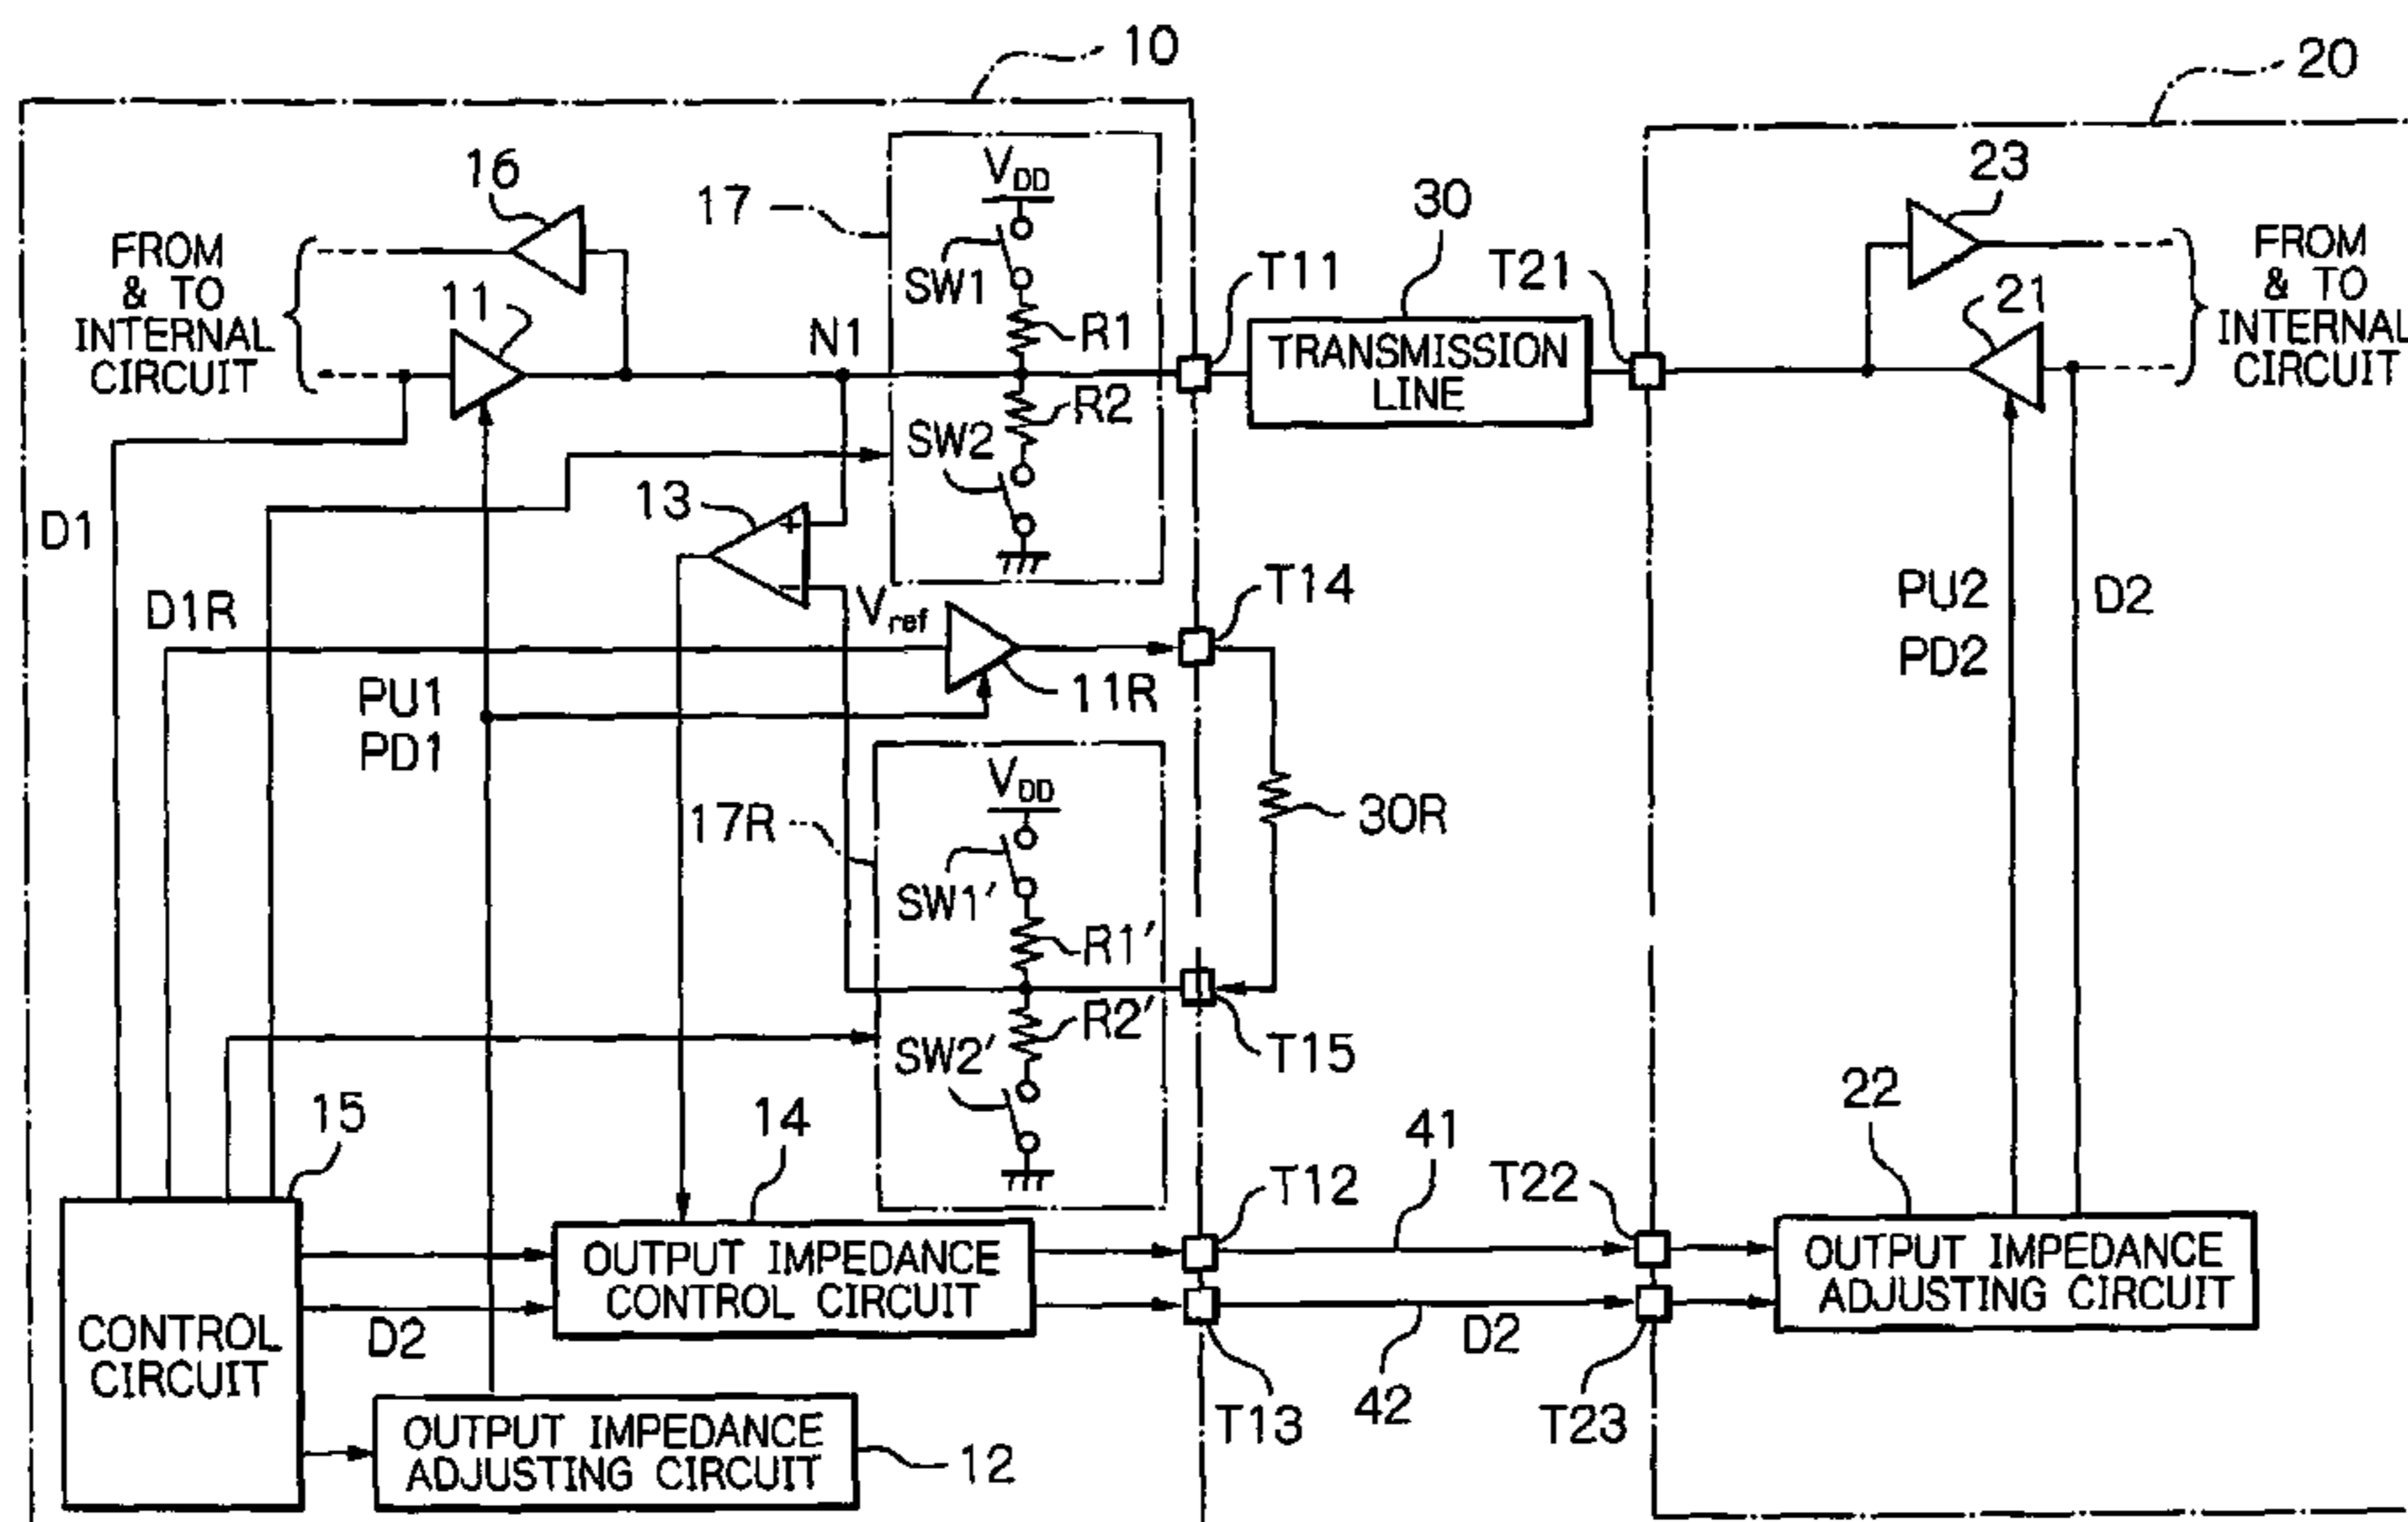 10
20
16
17
V DD
30
23
FROM
& TO
INTERNAL
CIRCUIT
SW1
R1
T11
T21
FROM
& TO
INTERNAL
CIRCUIT
11
N1
TRANSMISSION
LINE
21
R2
SW2
D1
13
+
−
D1R
Vref
T14
PU2
PD2
D2
PU1
PD1
11R
17R
V DD
30R
SW1′
R1′
R2′
SW2′
T15
15
14
T12
41
T22
22
OUTPUT IMPEDANCE
CONTROL CIRCUIT
OUTPUT IMPEDANCE
ADJUSTING CIRCUIT
CONTROL
CIRCUIT
D2
D2
T13
42
T23
OUTPUT IMPEDANCE
ADJUSTING CIRCUIT
12